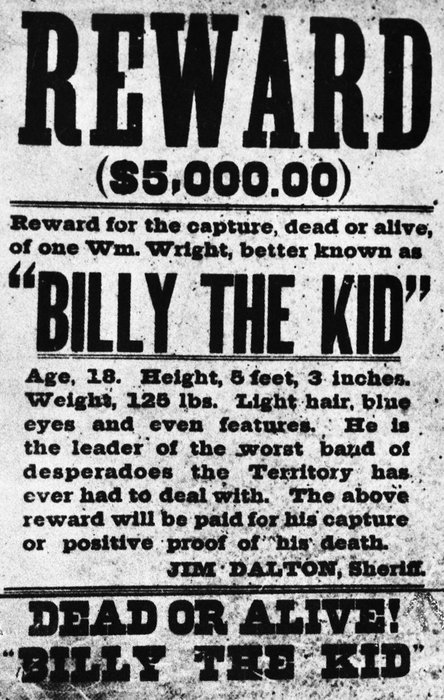 REWARD
($5,000.00)
Reward for the capture, dead or alive,
of one Wm. Wright, better known as
"BILLY THE KID"
Age, 18. Height, 5 feet, 3 inches.
Weight, 125 lbs. Light hair, blue
eyes and even features. He is
the leader of the worst band of
desperadoes the Territory has
ever had to deal with. The above
reward will be paid for his capture
or positive proof of his death.
JIM DALTON, Sheriff.
DEAD OR ALIVE!
"BILLY THE KID"